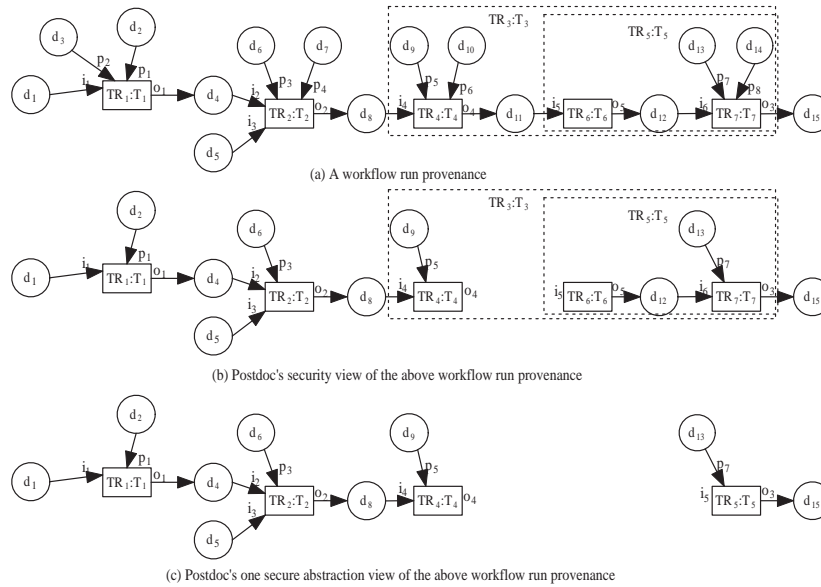 TR3:T3
d3 d2 d6 d7 d9 d10 TR5:T5 d13 d14
p2 p1 p3 p4 p5 p6 p7 p8
d1 i1 TR1:T1 o1 d4 i2 TR2:T2 o2 d8 i4 TR4:T4 o4 d11 i5 TR6:T6 o5 d12 i6 TR7:T7 o3 d15
i3
d5
(a) A workflow run provenance
TR3:T3
d2 d6 d9 TR5:T5 d13
p1 p3 p5 p7
d1 i1 TR1:T1 o1 d4 i2 TR2:T2 o2 d8 i4 TR4:T4 o4 i5 TR6:T6 o5 d12 i6 TR7:T7 o3 d15
i3
d5
(b) Postdoc's security view of the above workflow run provenance
d2 d6 d9 d13
p1 p3 p5 p7
d1 i1 TR1:T1 o1 d4 i2 TR2:T2 o2 d8 i4 TR4:T4 o4 i5 TR5:T5 o3 d15
i3
d5
(c) Postdoc's one secure abstraction view of the above workflow run provenance